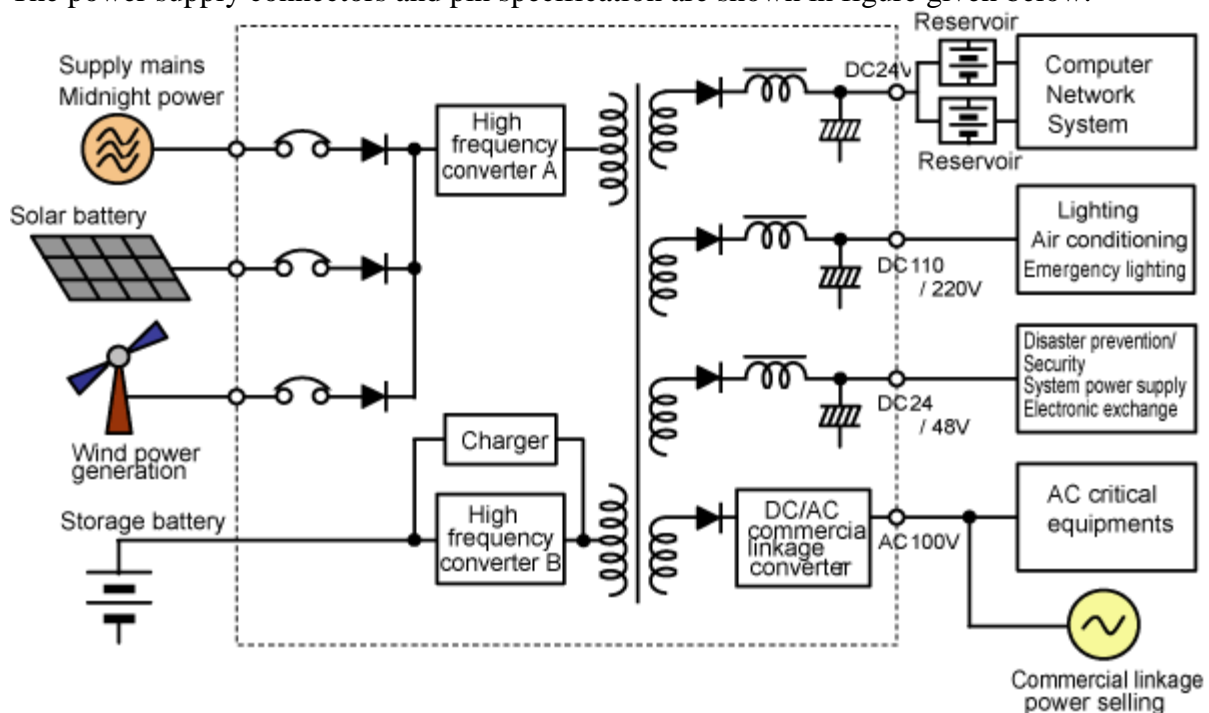 The power supply connectors and pin specification are shown in figure given below.
Reservoir
Supply mains
Midnight power
High
frequency
converter A
DC24V
Computer
Network
System
Reservoir
Solar battery
Lighting
Air conditioning
Emergency lighting
DC110
/ 220V
Disaster prevention/
Security
System power supply
Electronic exchange
DC24
/ 48V
Wind power
generation
Charger
Storage battery
High
frequency
converter B
DC/AC
commercia
linkage
converter
AC100V
AC critical
equipments
Commercial linkage
power selling